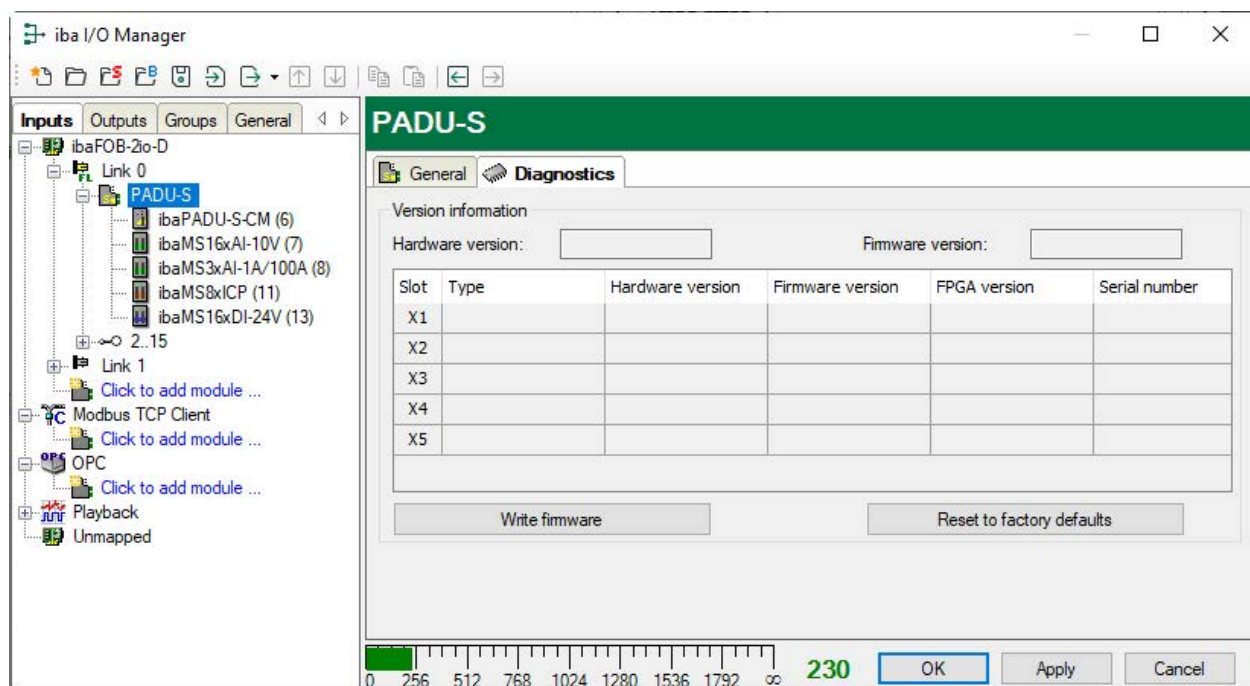 iba I/O Manager
Inputs Outputs Groups General
ibaFOB-2io-D
Link 0
PADU-S
ibaPADU-S-CM (6)
ibaMS16xAI-10V (7)
ibaMS3xAI-1A/100A (8)
ibaMS8xICP (11)
ibaMS16xDI-24V (13)
2..15
Link 1
Click to add module ...
Modbus TCP Client
Click to add module ...
OPC
Click to add module ...
Playback
Unmapped
PADU-S
General Diagnostics
Version information
Hardware version: Firmware version:
Slot Type Hardware version Firmware version FPGA version Serial number
X1
X2
X3
X4
X5
Write firmware Reset to factory defaults
0 256 512 768 1024 1280 1536 1792 ∞ 230 OK Apply Cancel